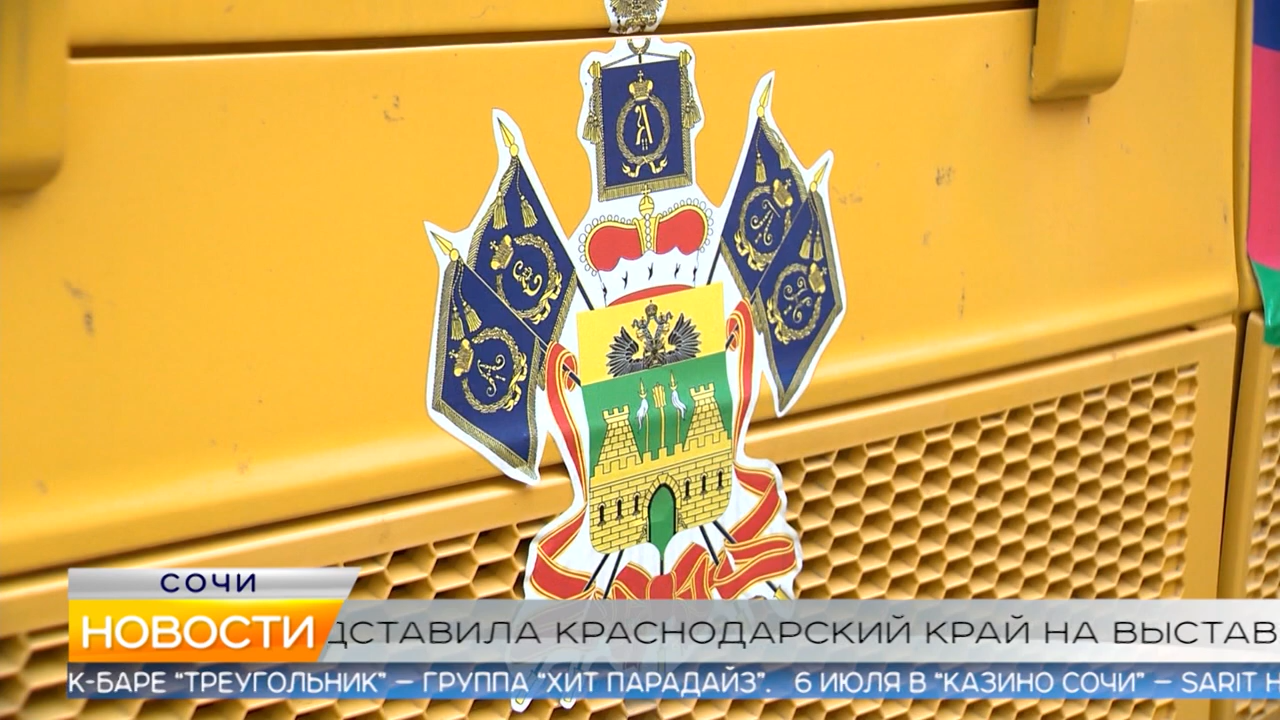 СОЧИ
НОВОСТИ
ДСТАВИЛА КРАСНОДАРСКИЙ КРАЙ НА ВЫСТАВ
К-БАРЕ "ТРЕУГОЛЬНИК" – ГРУППА "ХИТ ПАРАДАЙЗ". 6 ИЮЛЯ В "КАЗИНО СОЧИ" – SARIT H